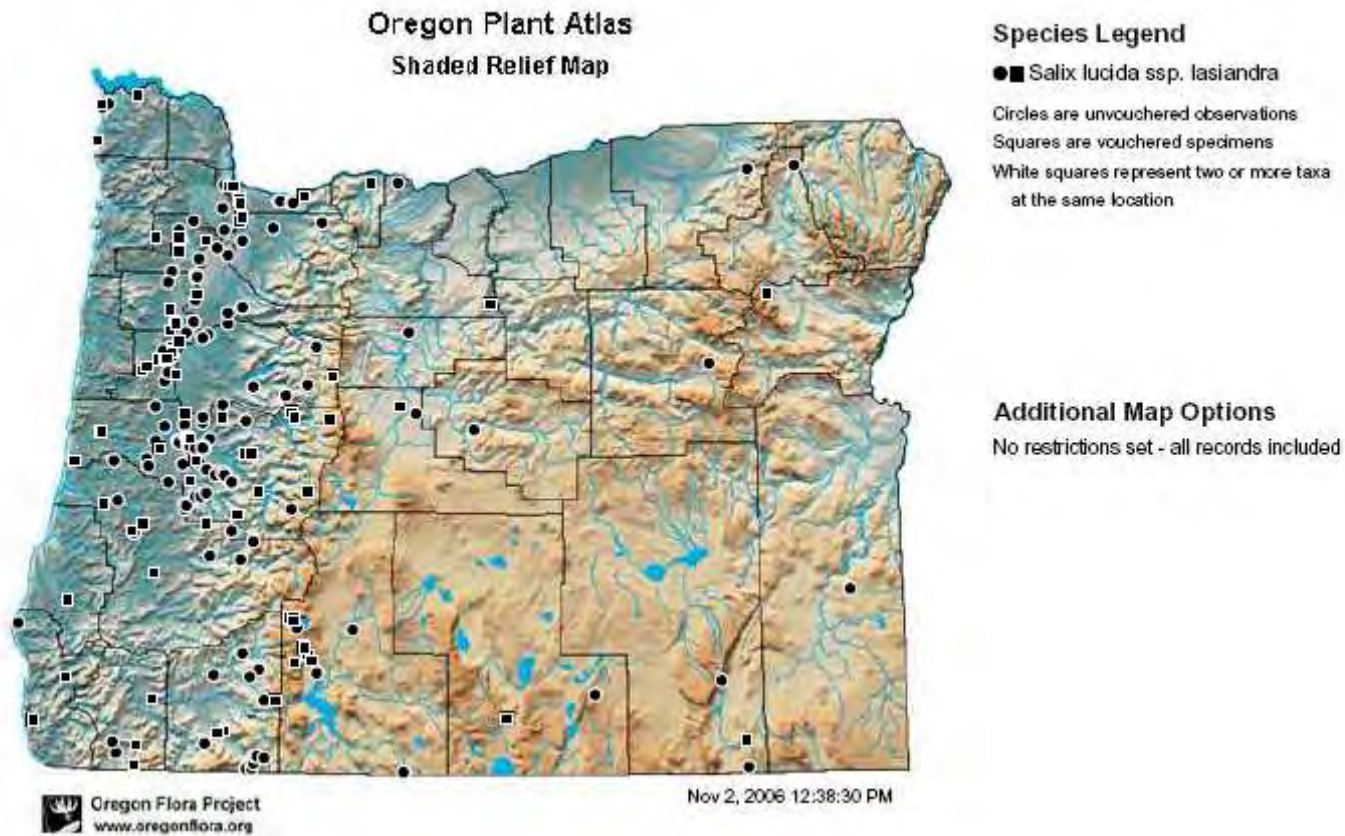 Oregon Plant Atlas
Shaded Relief Map
Species Legend
Salix lucida ssp. lasiandra
Circles are unvouchered observations
Squares are vouchered specimens
White squares represent two or more taxa
at the same location
Additional Map Options
No restrictions set - all records included
Oregon Flora Project
www.oregonflora.org
Nov 2, 2006 12:38:30 PM